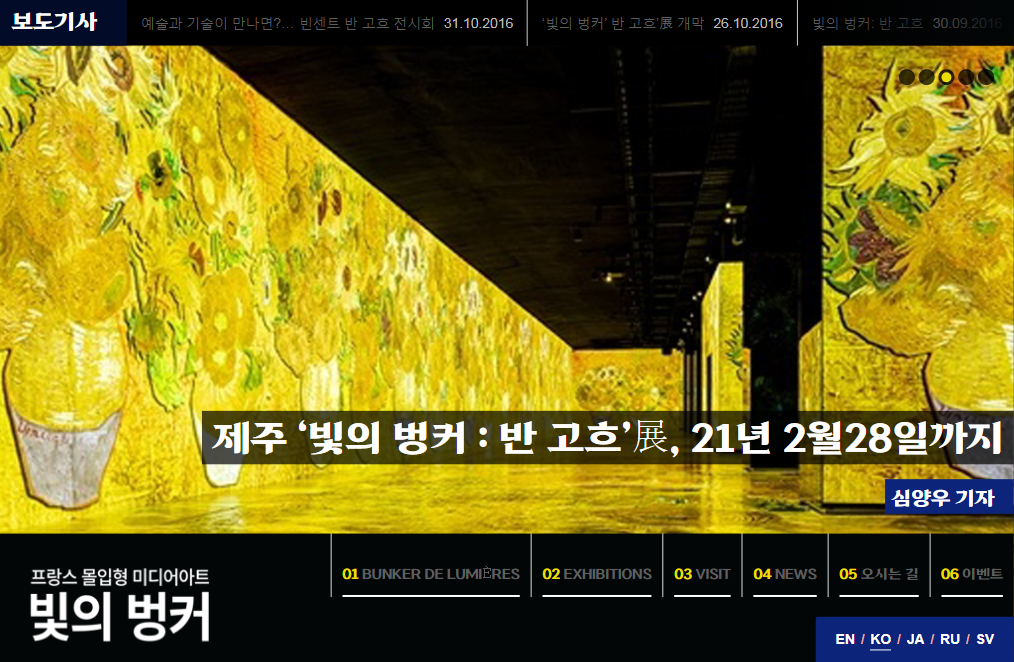 보도기사
예술과 기술이 만나면?... 빈센트 반 고흐 전시회 31.10.2016
‘빛의 벙커’ 반 고흐’展 개막 26.10.2016
빛의 벙커: 반 고흐 30.09.2016
제주 ‘빛의 벙커 : 반 고흐’展, 21년 2월28일까지
심양우 기자
프랑스 몰입형 미디어아트
빛의 벙커
01 BUNKER DE LUMIÈRES
02 EXHIBITIONS
03 VISIT
04 NEWS
05 오시는 길
06 이벤트
EN / KO / JA / RU / SV